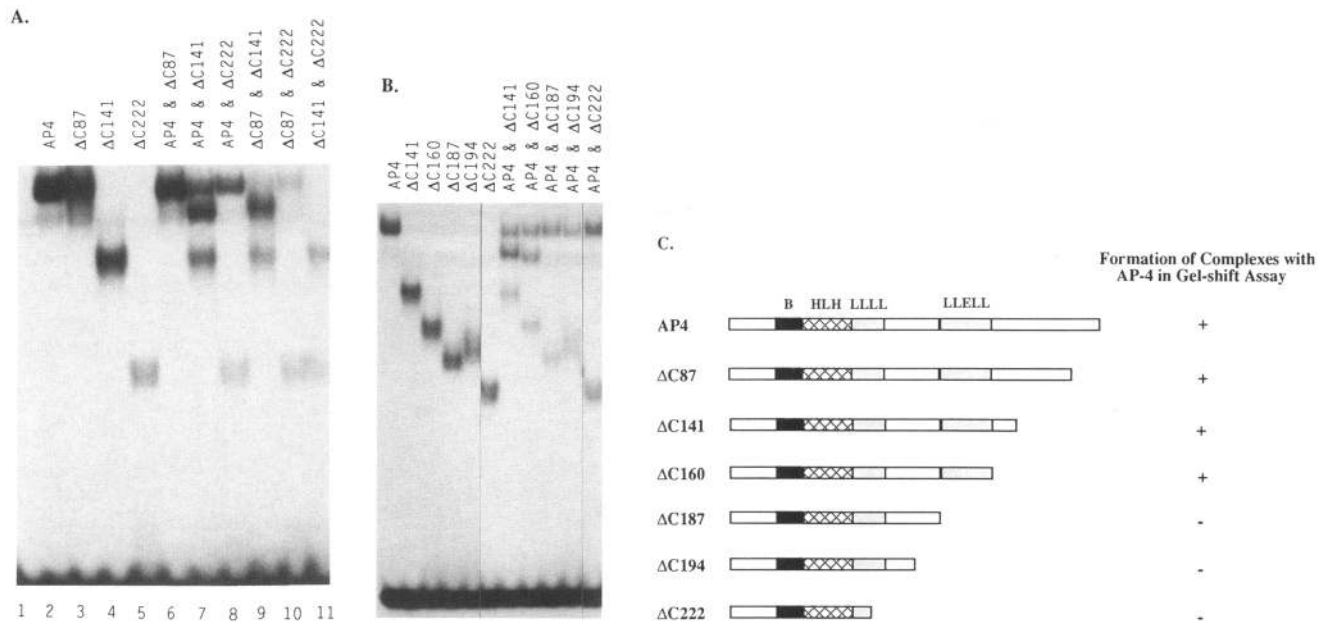 A.
AP4
ΔC87
ΔC141
ΔC222
AP4 & ΔC87
AP4 & ΔC141
AP4 & ΔC222
ΔC87 & ΔC141
ΔC87 & ΔC222
ΔC141 & ΔC222
1 2 3 4 5 6 7 8 9 10 11
B.
AP4
ΔC141
ΔC160
ΔC187
ΔC194
ΔC222
AP4 & ΔC141
AP4 & ΔC160
AP4 & ΔC187
AP4 & ΔC194
AP4 & ΔC222
C.
Formation of Complexes with
AP-4 in Gel-shift Assay
B HLH LLLL LLELL
AP4 +
ΔC87 +
ΔC141 +
ΔC160 +
ΔC187 -
ΔC194 -
ΔC222 -